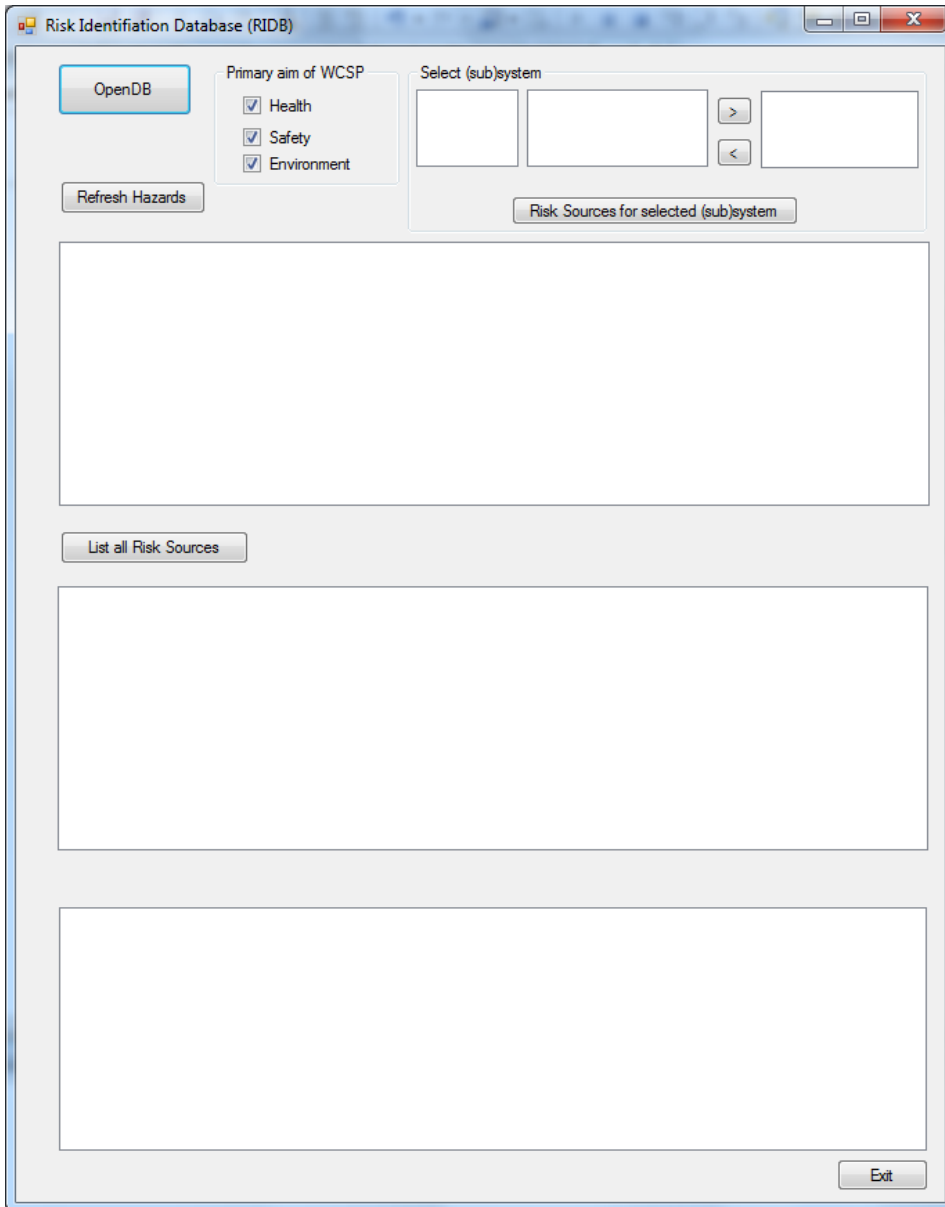 Risk Identifiation Database (RIDB)
OpenDB
Primary aim of WCSP
Health
Safety
Environment
Select (sub)system
>
<
Refresh Hazards
Risk Sources for selected (sub)system
List all Risk Sources
Exit